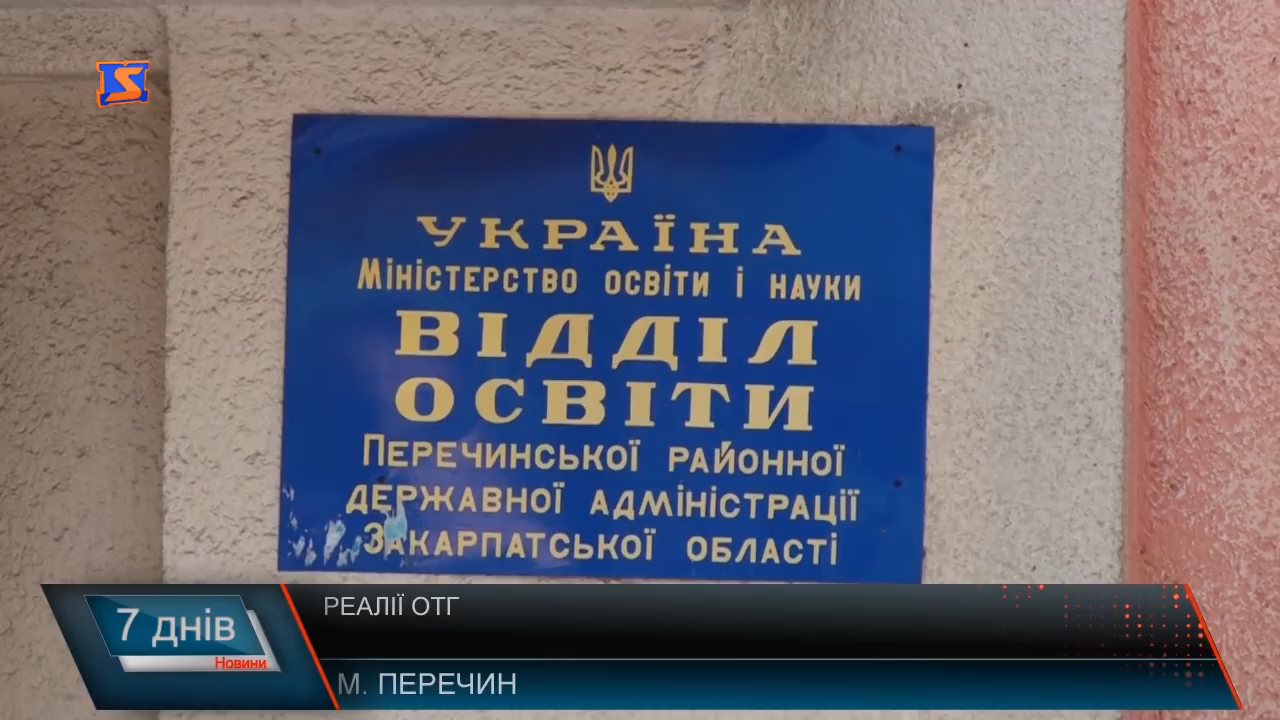 УКРАЇНА
Міністерство освіти і науки
ВІДДІЛ
ОСВІТИ
Перечинської районної
державної адміністрації
Закарпатської області
РЕАЛІЇ ОТГ
7 днів
Новини
М. ПЕРЕЧИН